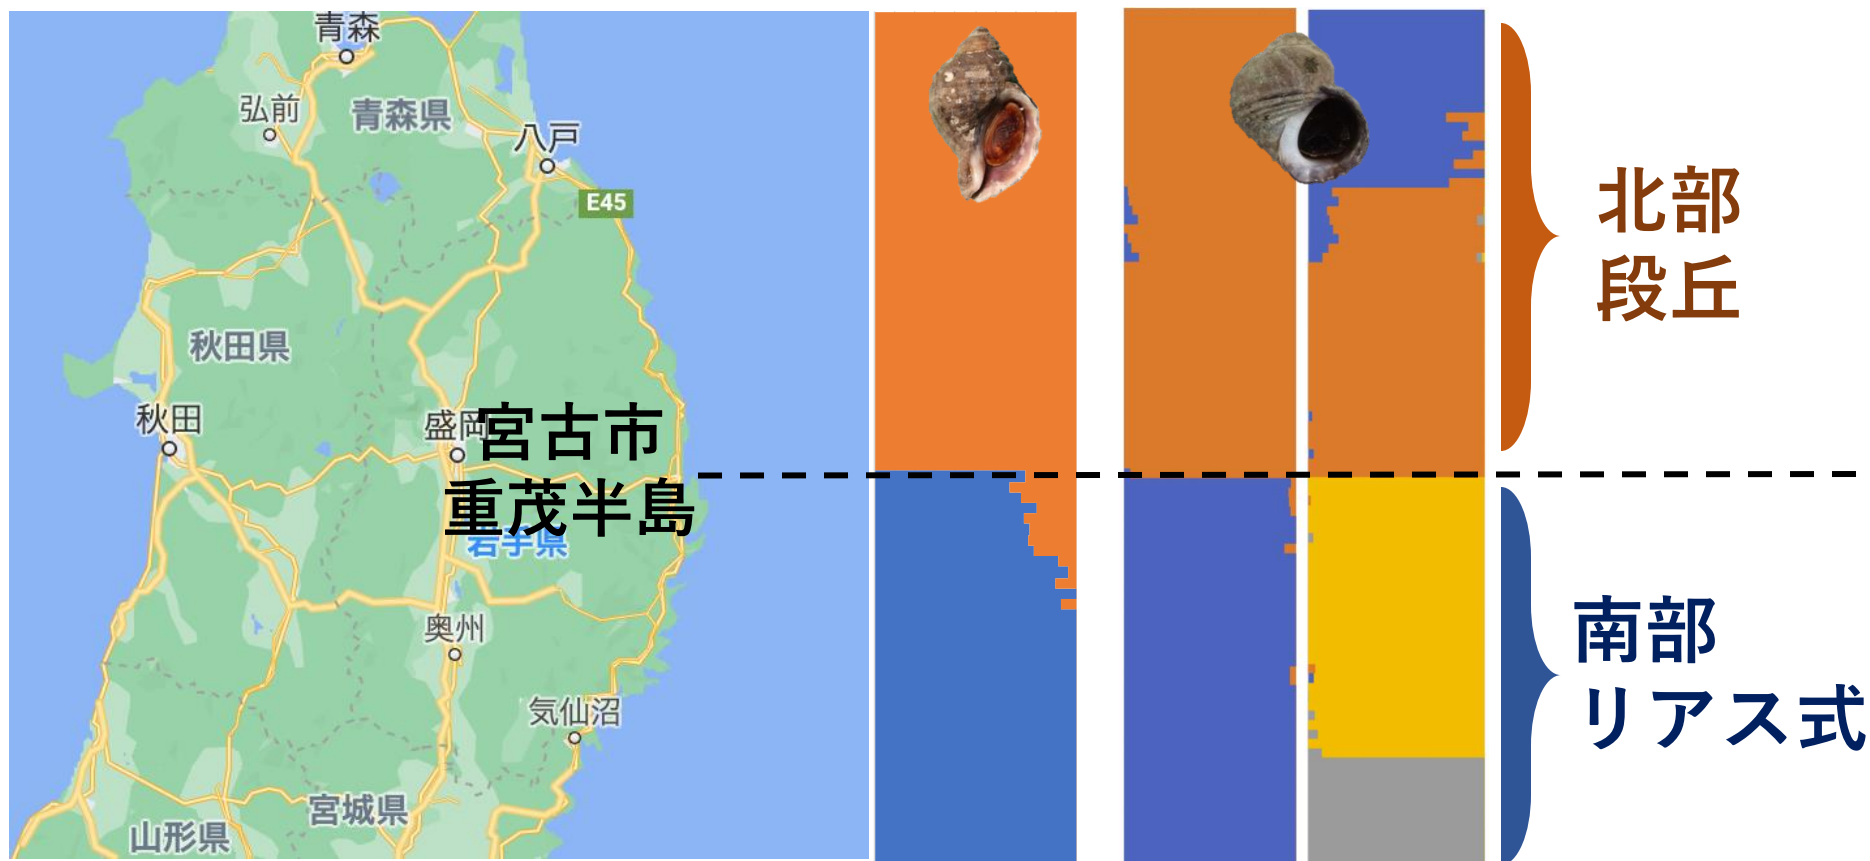 青森
弘前
青森県
八戸
E45
秋田県
秋田
盛岡
宮古市
重茂半島
岩手県
奥州
気仙沼
宮城県
山形県
北部
段丘
南部
リアス式